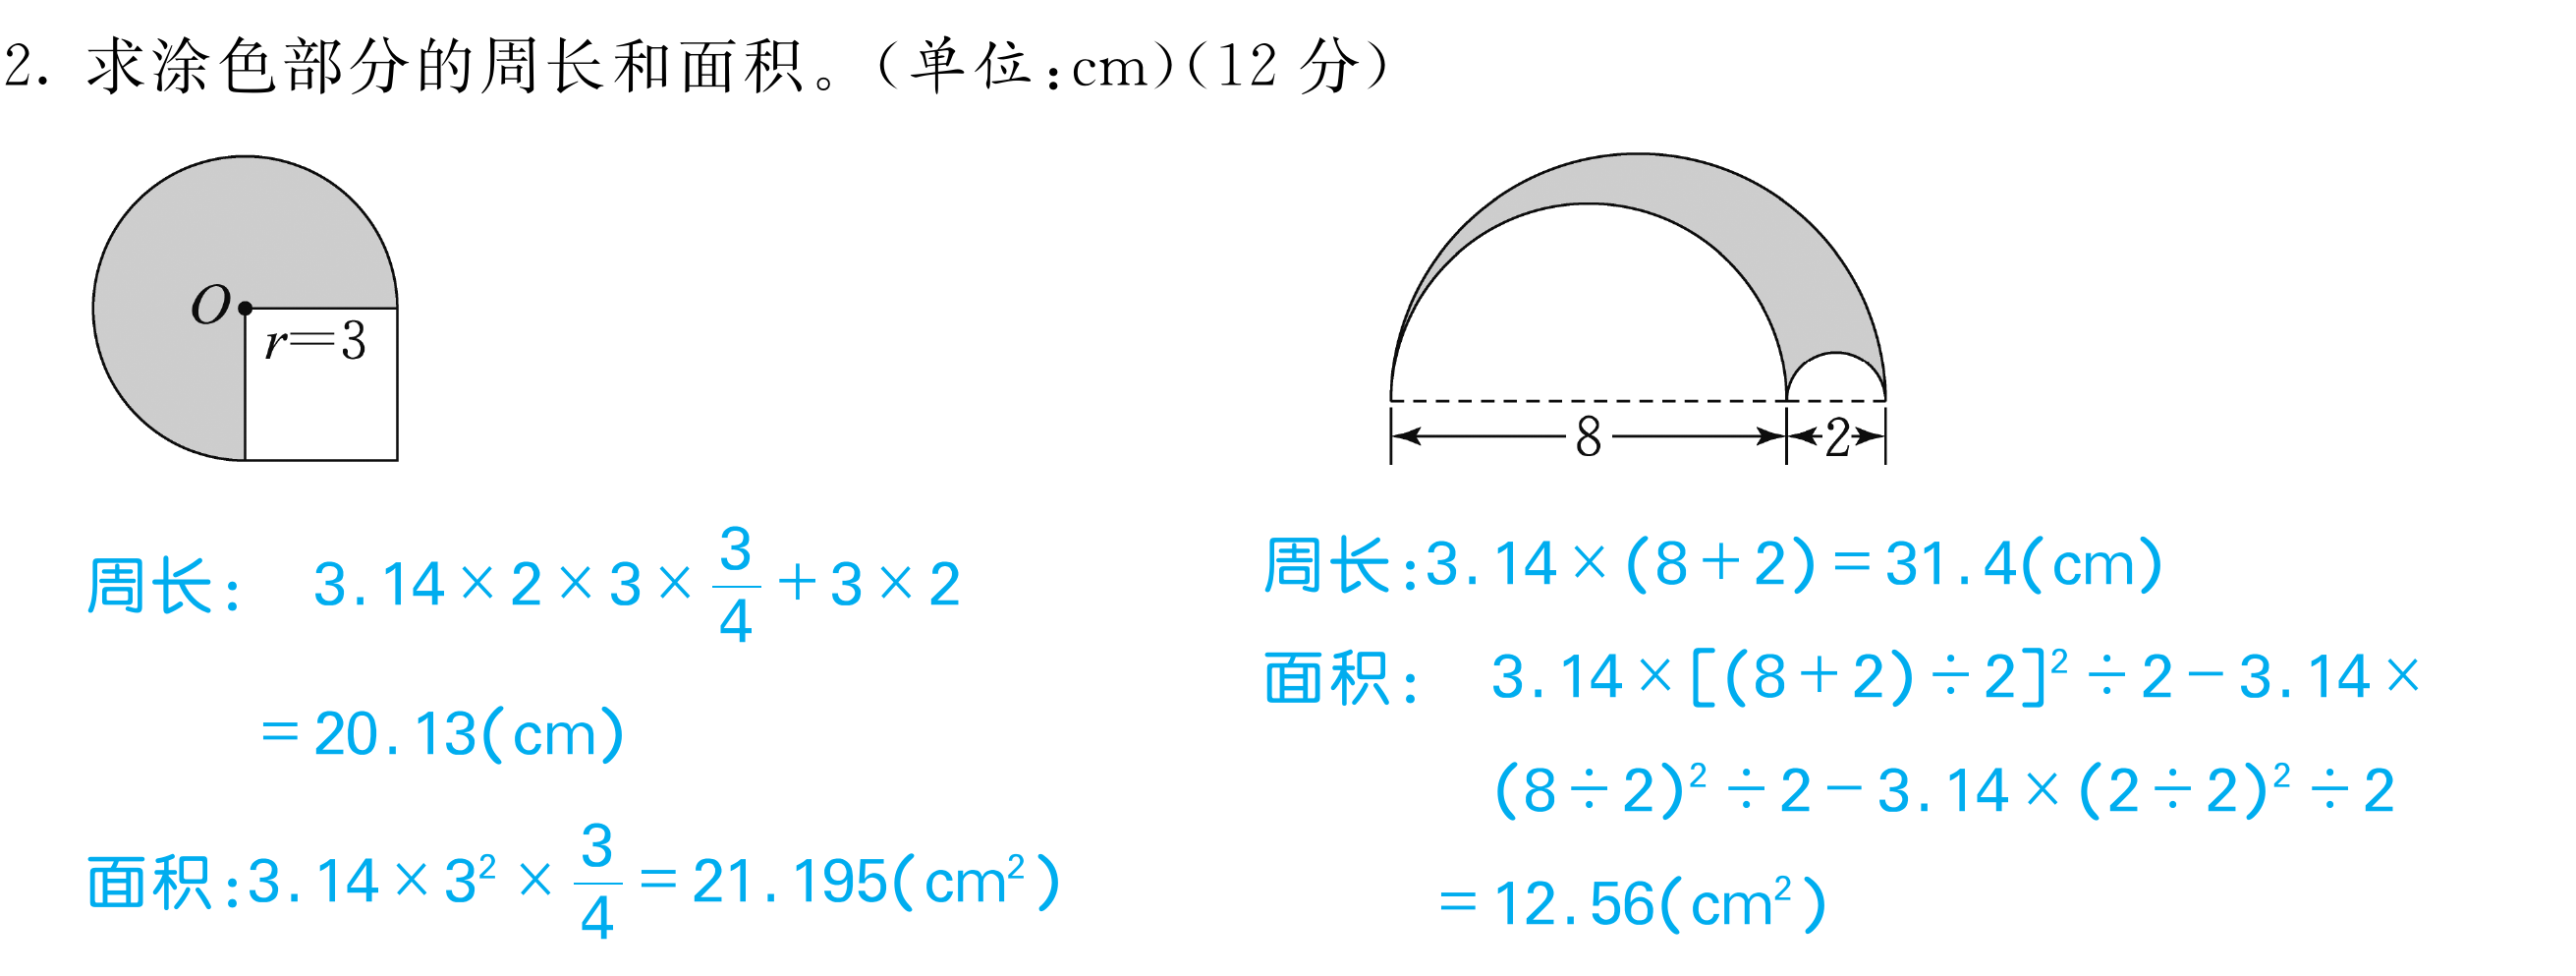 2. 求涂色部分的周长和面积。(单位:cm)(12 分)
O
r=3
8
2
周长: 3.14×2×3×3/4+3×2
=20.13(cm)
面积:3.14×3²×3/4=21.195(cm²)
周长:3.14×(8+2)=31.4(cm)
面积: 3.14×[(8+2)÷2]²÷2-3.14×
(8÷2)²÷2-3.14×(2÷2)²÷2
=12.56(cm²)